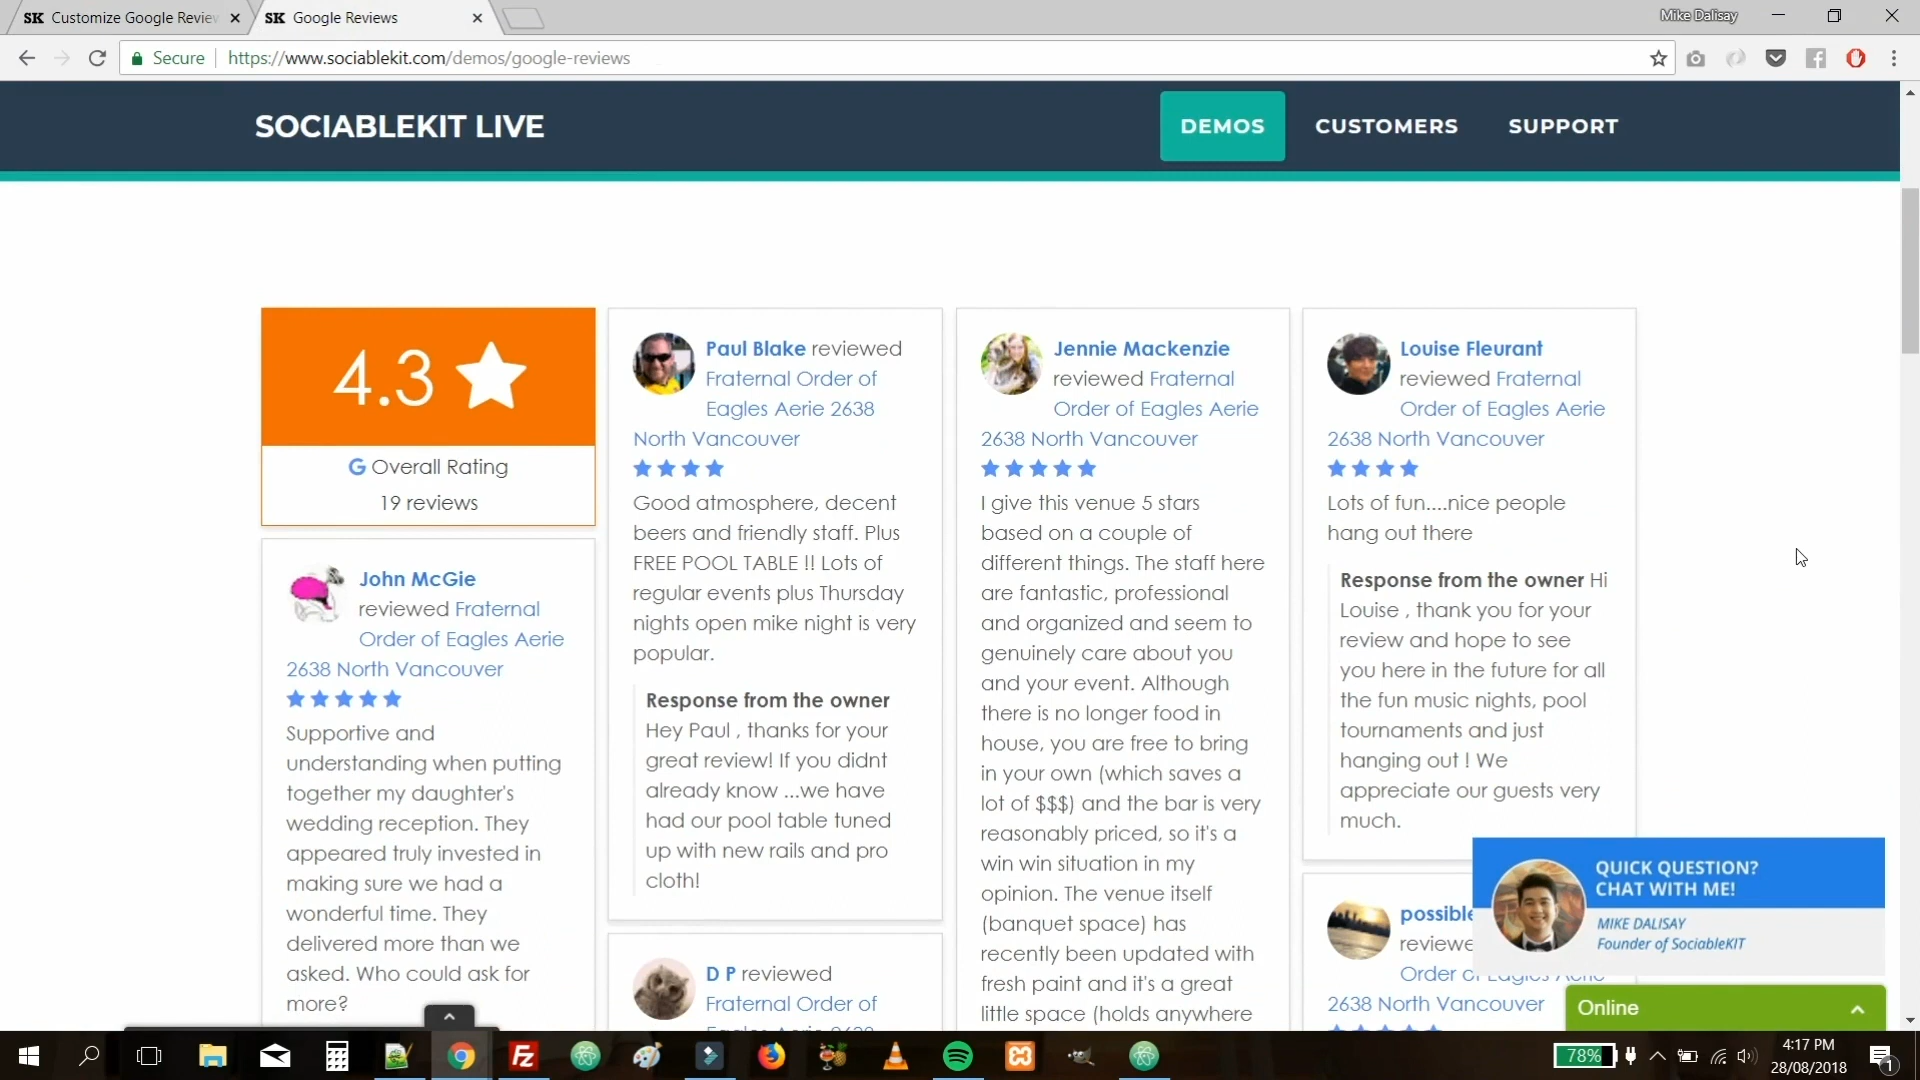 SK Customize Google Review
SK Google Reviews
Mike Dalisay
Secure
https://www.sociablekit.com/demos/google-reviews
SOCIABLEKIT LIVE
DEMOS
CUSTOMERS
SUPPORT
4.3
G Overall Rating
19 reviews
John McGie
reviewed Fraternal
Order of Eagles Aerie
2638 North Vancouver
Supportive and
understanding when putting
together my daughter's
wedding reception. They
appeared truly invested in
making sure we had a
wonderful time. They
delivered more than we
asked. Who could ask for
more?
Paul Blake reviewed
Fraternal Order of
Eagles Aerie 2638
North Vancouver
Good atmosphere, decent
beers and friendly staff. Plus
FREE POOL TABLE !! Lots of
regular events plus Thursday
nights open mike night is very
popular.
Response from the owner
Hey Paul , thanks for your
great review! If you didnt
already know ...we have
had our pool table tuned
up with new rails and pro
cloth!
D P reviewed
Fraternal Order of
Eagles Aerie 2638
Jennie Mackenzie
reviewed Fraternal
Order of Eagles Aerie
2638 North Vancouver
I give this venue 5 stars
based on a couple of
different things. The staff here
are fantastic, professional
and organized and seem to
genuinely care about you
and your event. Although
there is no longer food in
house, you are free to bring
in your own (which saves a
lot of $$$) and the bar is very
reasonably priced, so it's a
win win situation in my
opinion. The venue itself
(banquet space) has
recently been updated with
fresh paint and it's a great
little space (holds anywhere
Louise Fleurant
reviewed Fraternal
Order of Eagles Aerie
2638 North Vancouver
Lots of fun....nice people
hang out there
Response from the owner Hi
Louise , thank you for your
review and hope to see
you here in the future for all
the fun music nights, pool
tournaments and just
hanging out ! We
appreciate our guests very
much.
possible
reviewe
Order of Eagles Aerie
2638 North Vancouver
QUICK QUESTION?
CHAT WITH ME!
MIKE DALISAY
Founder of SociableKIT
Online
78%
4:17 PM
28/08/2018
1